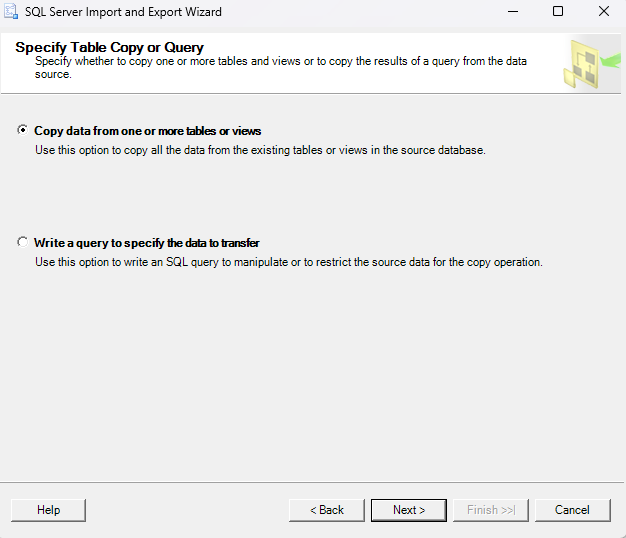 SQL Server Import and Export Wizard
Specify Table Copy or Query
Specify whether to copy one or more tables and views or to copy the results of a query from the data
source.
Copy data from one or more tables or views
Use this option to copy all the data from the existing tables or views in the source database.
Write a query to specify the data to transfer
Use this option to write an SQL query to manipulate or to restrict the source data for the copy operation.
Help
< Back
Next >
Finish >>|
Cancel